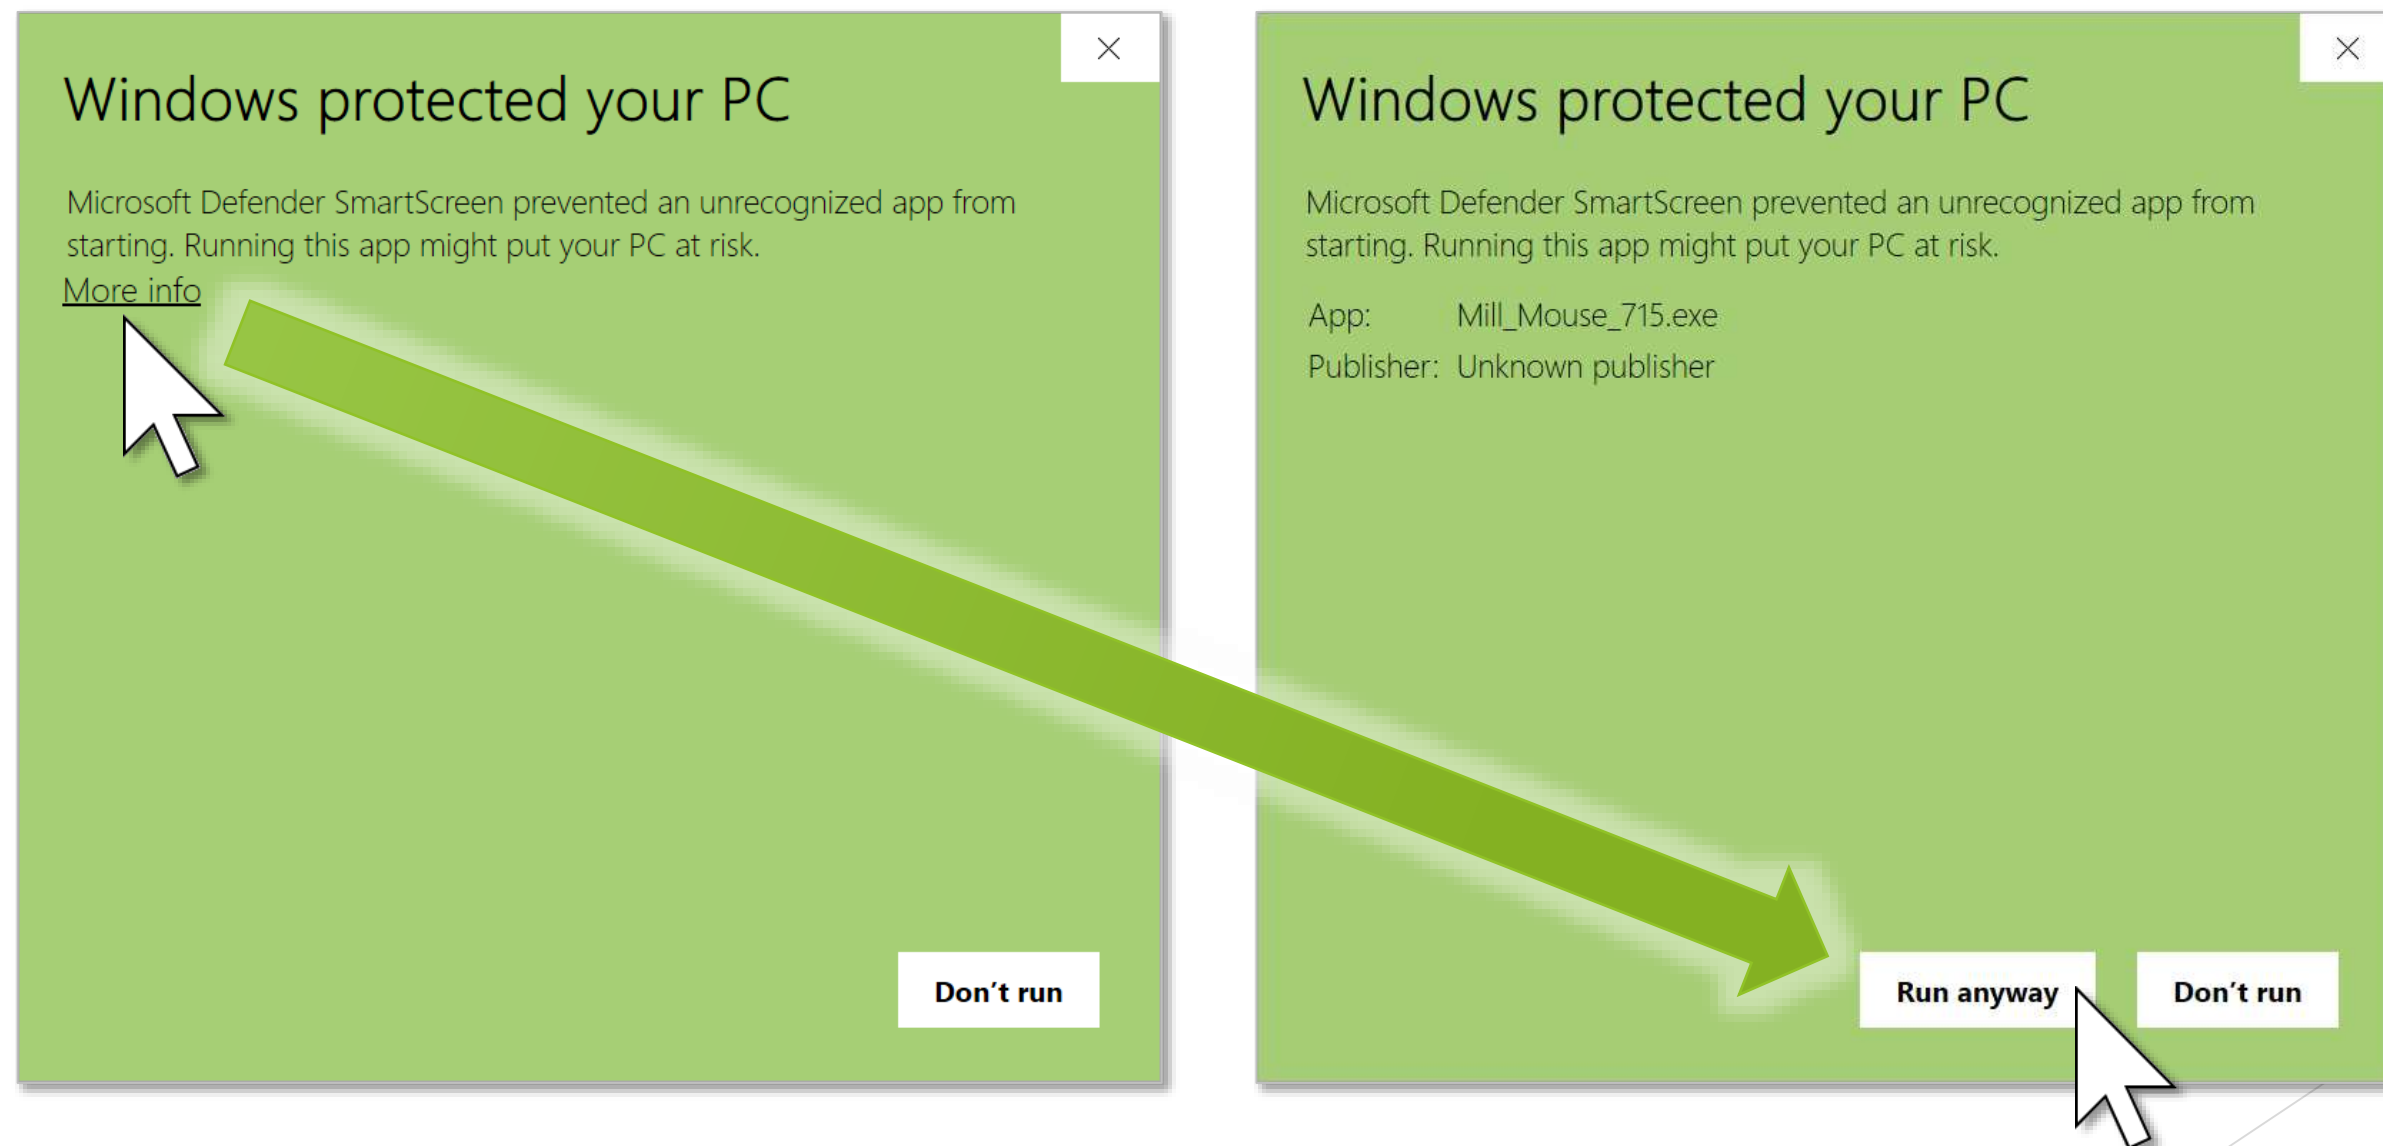 Windows protected your PC
Microsoft Defender SmartScreen prevented an unrecognized app from
starting. Running this app might put your PC at risk.
More info
Don't run
Windows protected your PC
Microsoft Defender SmartScreen prevented an unrecognized app from
starting. Running this app might put your PC at risk.
App: Mill_Mouse_715.exe
Publisher: Unknown publisher
Run anyway Don't run